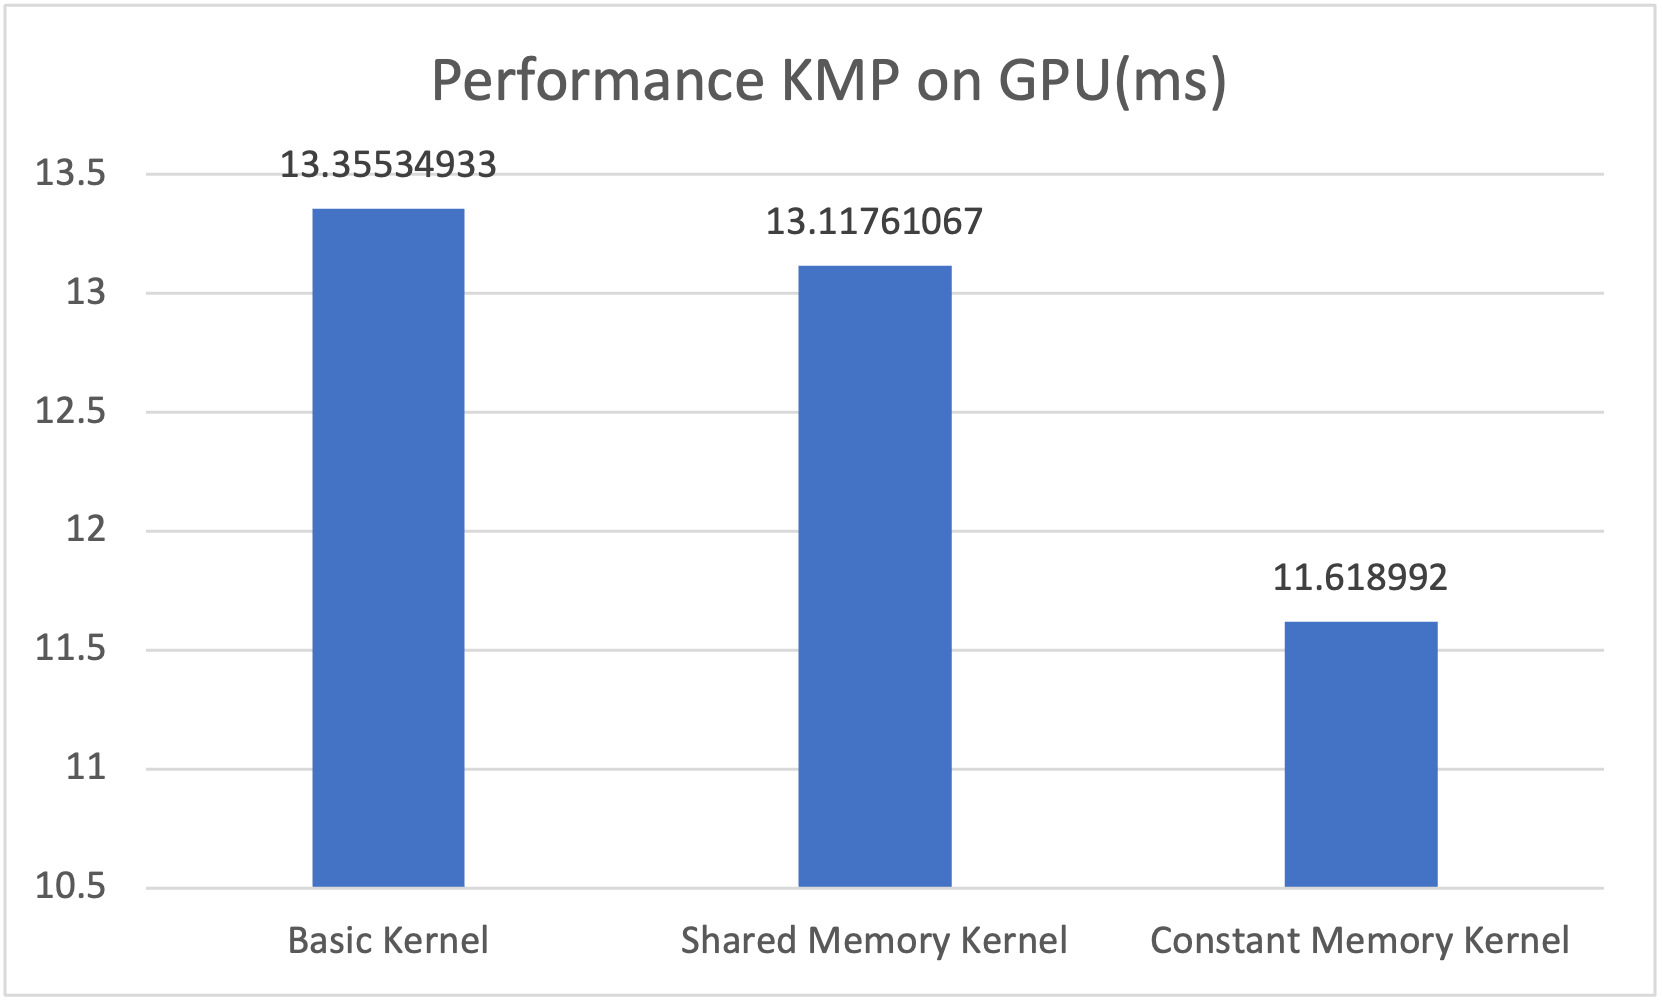 Performance KMP on GPU(ms)
13.5
13
12.5
12
11.5
11
10.5
13.35534933
13.11761067
11.618992
Basic Kernel
Shared Memory Kernel
Constant Memory Kernel